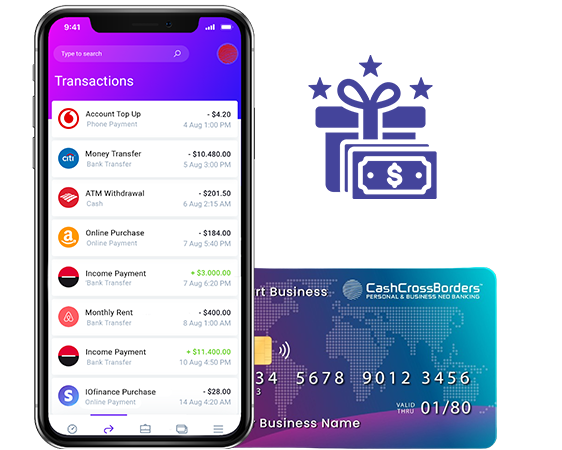 9:41
Type to search
Transactions
Account Top Up - $4.20
Phone Payment 4 Aug 1:00 PM
citi
Money Transfer - $10.480.00
Bank Transfer 5 Aug 3:00 PM
ATM Withdrawal - $201.50
Cash 6 Aug 2:15 AM
Online Purchase - $184.00
Online Payment 7 Aug 5:40 PM
Income Payment + $3.000.00
Bank Transfer 7 Aug 6:20 PM
Monthly Rent - $400.00
Bank Transfer 8 Aug 1:00 AM
Income Payment + $11.400.00
Bank Transfer 10 Aug 4:50 PM
IOfinance Purchase - $28.00
Online Payment 14 Aug 4:20 AM
$
rt Business
CashCrossBorders
PERSONAL & BUSINESS NEO BANKING
34 5678 9012 3456
3
VALID THRU 01/80
r Business Name